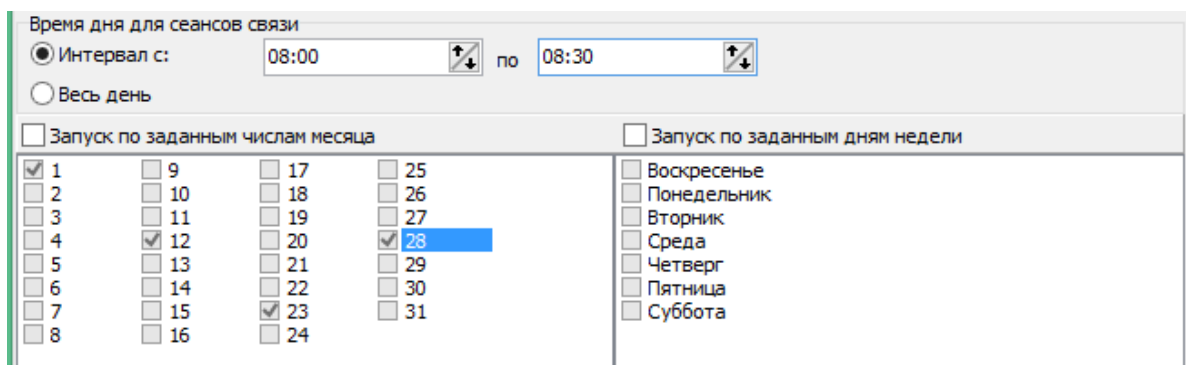 Время дня для сеансов связи
Интервал с: 08:00 по 08:30
Весь день
Запуск по заданным числам месяца Запуск по заданным дням недели
1 9 17 25 Воскресенье
2 10 18 26 Понедельник
3 11 19 27 Вторник
4 12 20 28 Среда
5 13 21 29 Четверг
6 14 22 30 Пятница
7 15 23 31 Суббота
8 16 24